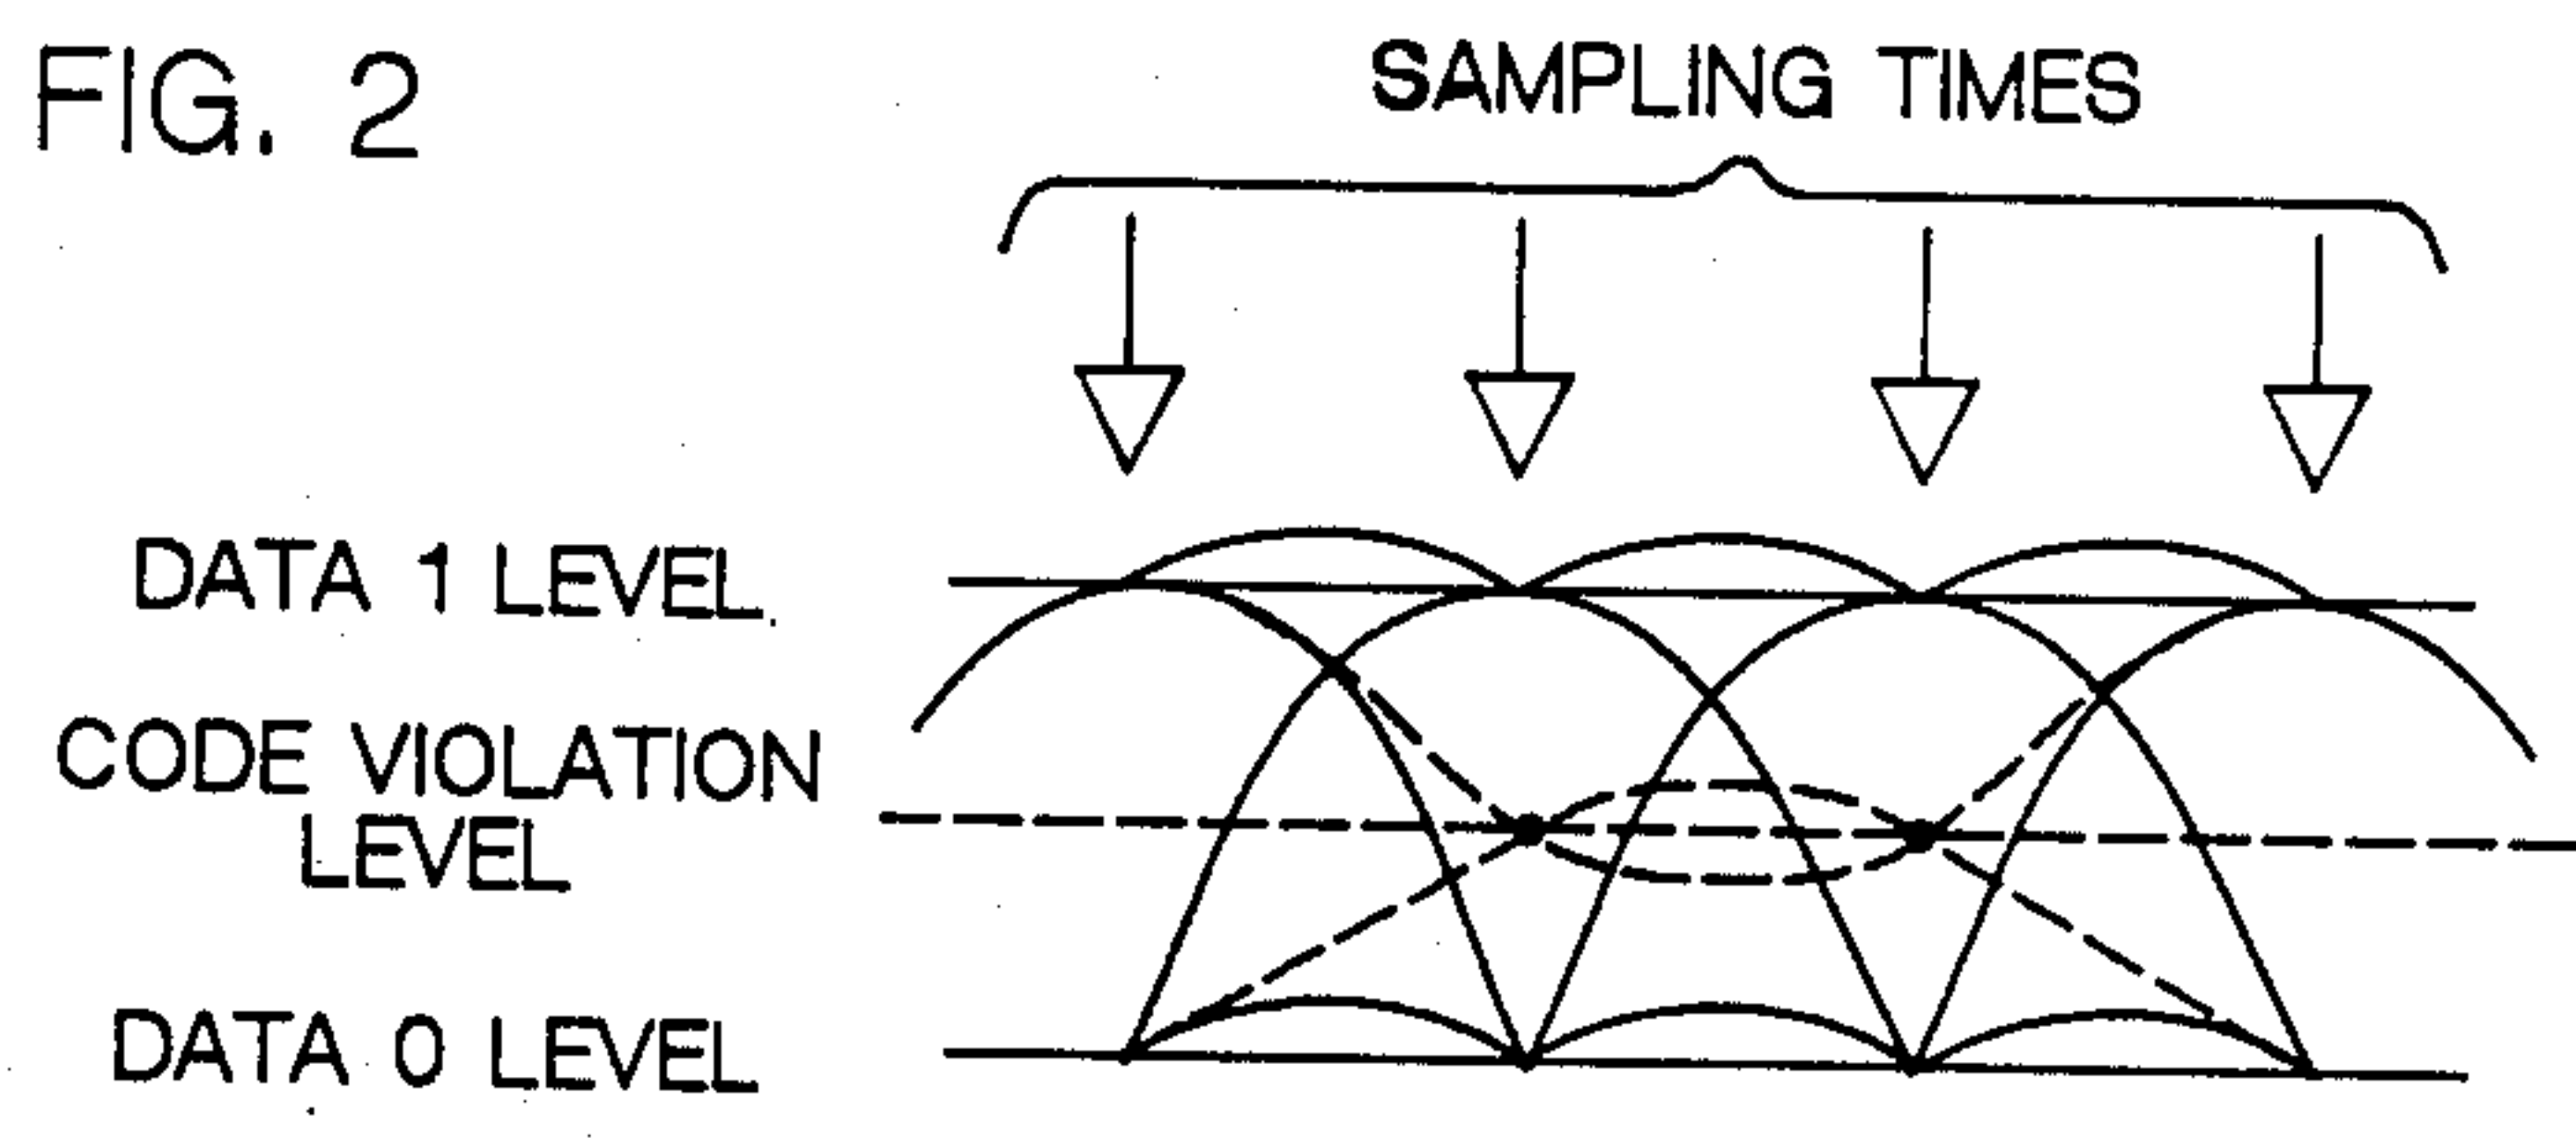 FIG. 2
SAMPLING TIMES
DATA 1 LEVEL.
CODE VIOLATION
LEVEL
DATA 0 LEVEL